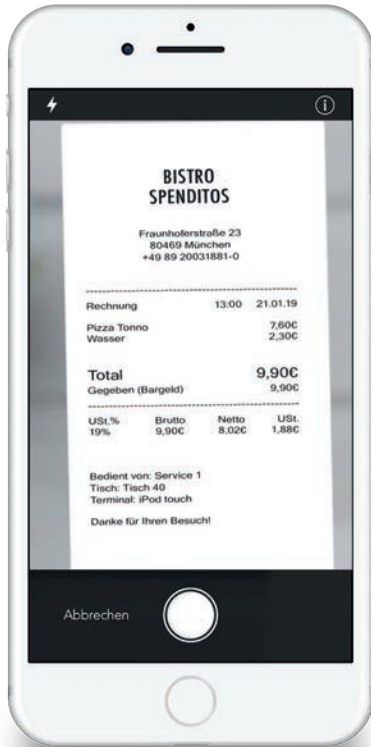 BISTRO
SPENDITOS
Fraunhoferstraße 23
80469 München
+49 89 20031881-0
Rechnung 13:00 21.01.19
Pizza Tonno 7,60€
Wasser 2,30€
Total 9,90€
Gegeben (Bargeld) 9,90€
USt.% Brutto Netto USt.
19% 9,90€ 8,02€ 1,88€
Bedient von: Service 1
Tisch: Tisch 40
Terminal: iPod touch
Danke für Ihren Besuch!
Abbrechen